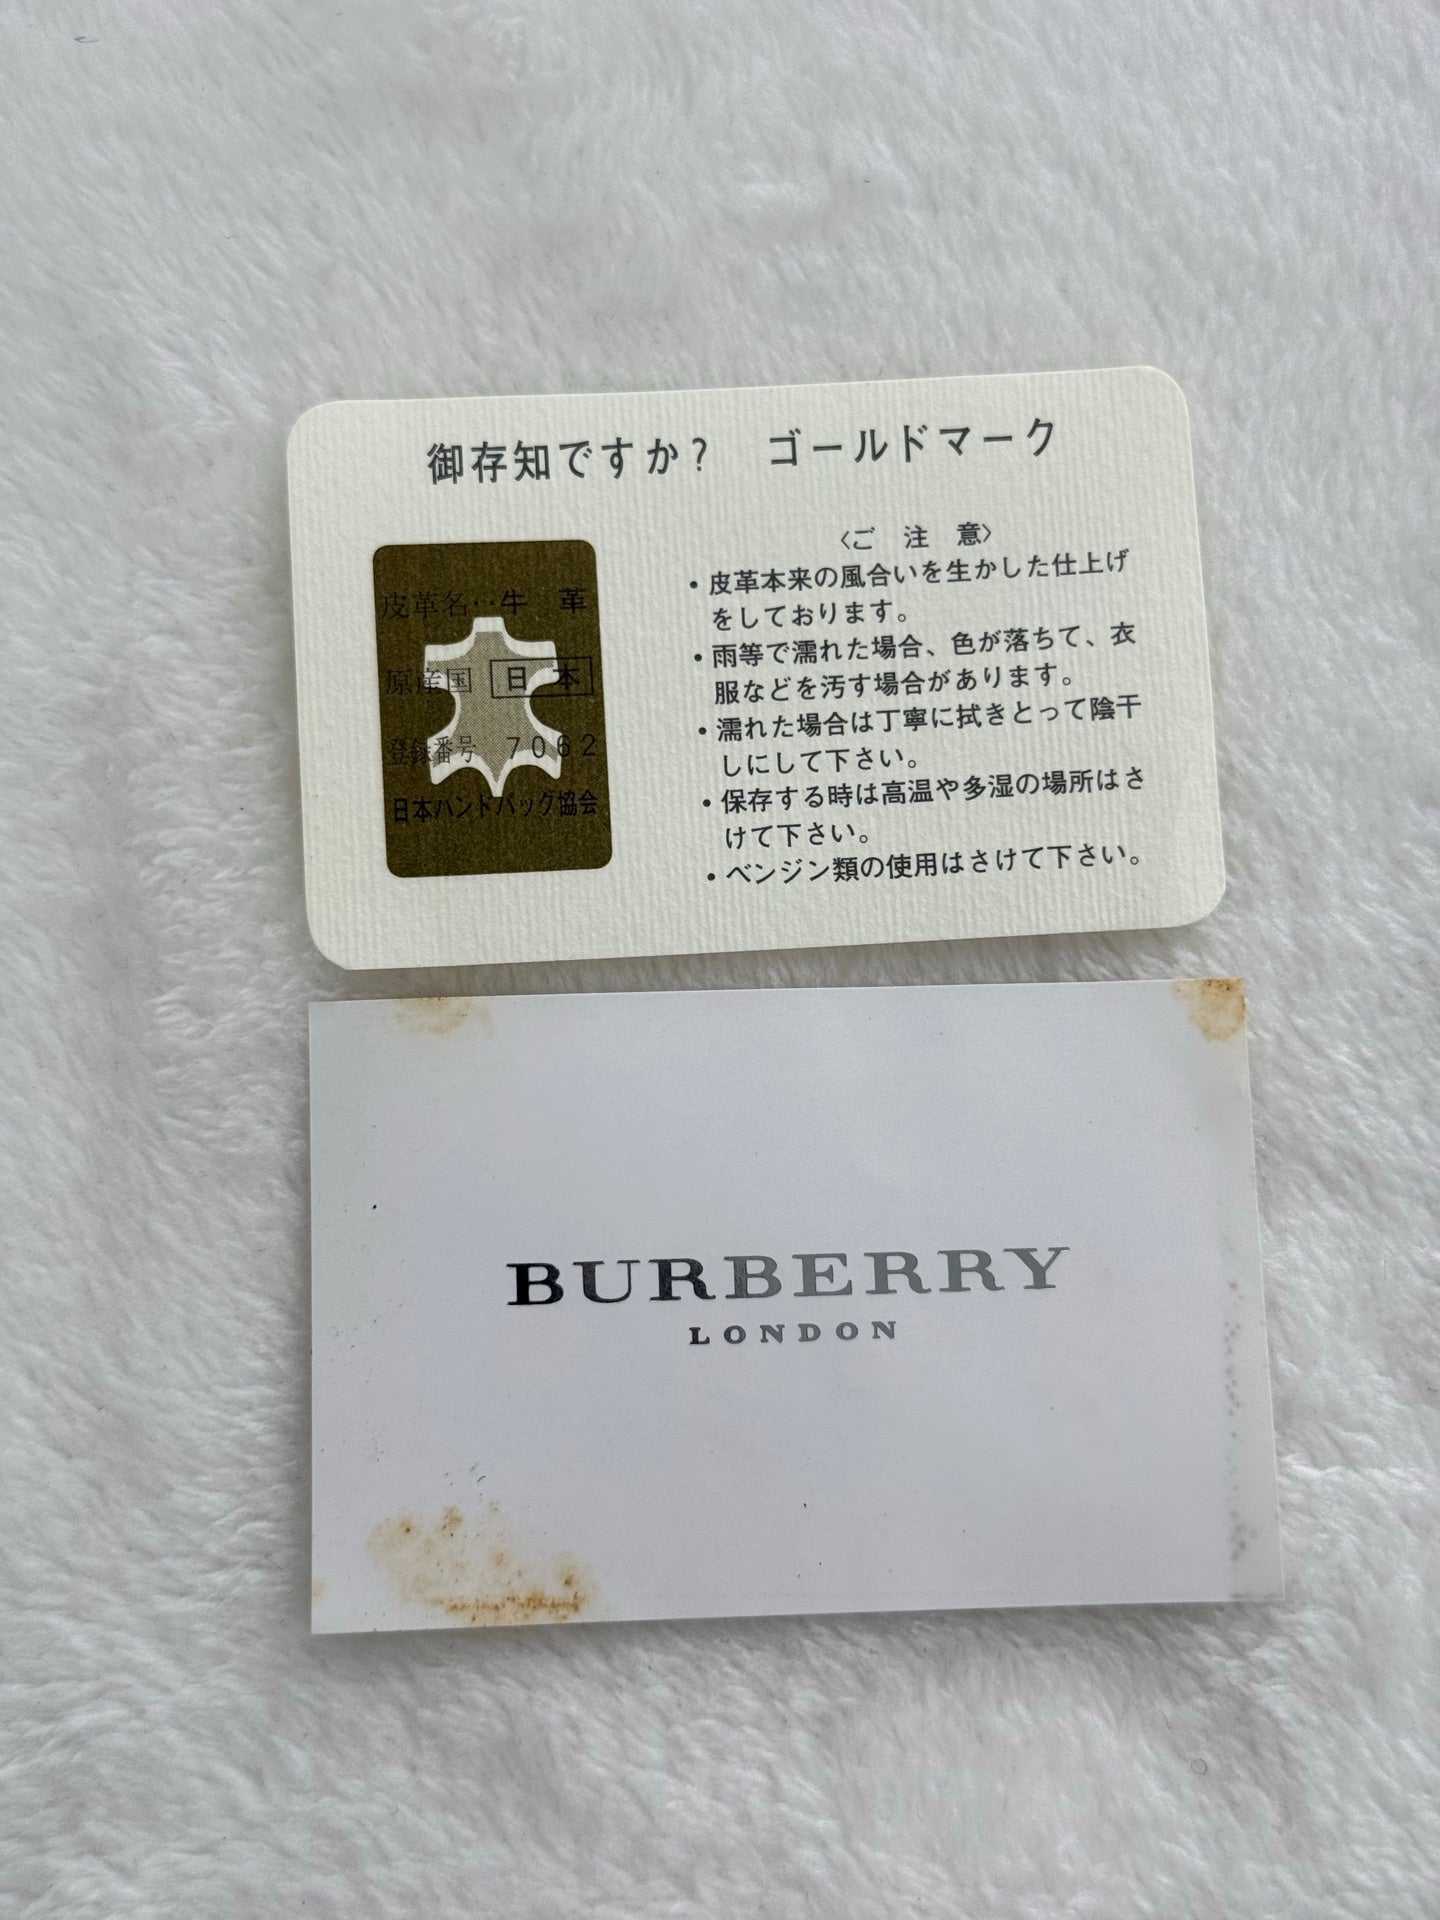 御存知ですか? ゴールドマーク
皮革名‥牛 革
原産国 日 本
登録番号 7062
日本ハンドバッグ協会
〈ご 注 意〉
・皮革本来の風合いを生かした仕上げ
をしております。
・雨等で濡れた場合、色が落ちて、衣
服などを汚す場合があります。
・濡れた場合は丁寧に拭きとって陰干
しにして下さい。
・保存する時は高温や多湿の場所はさ
けて下さい。
・ベンジン類の使用はさけて下さい。
BURBERRY
LONDON